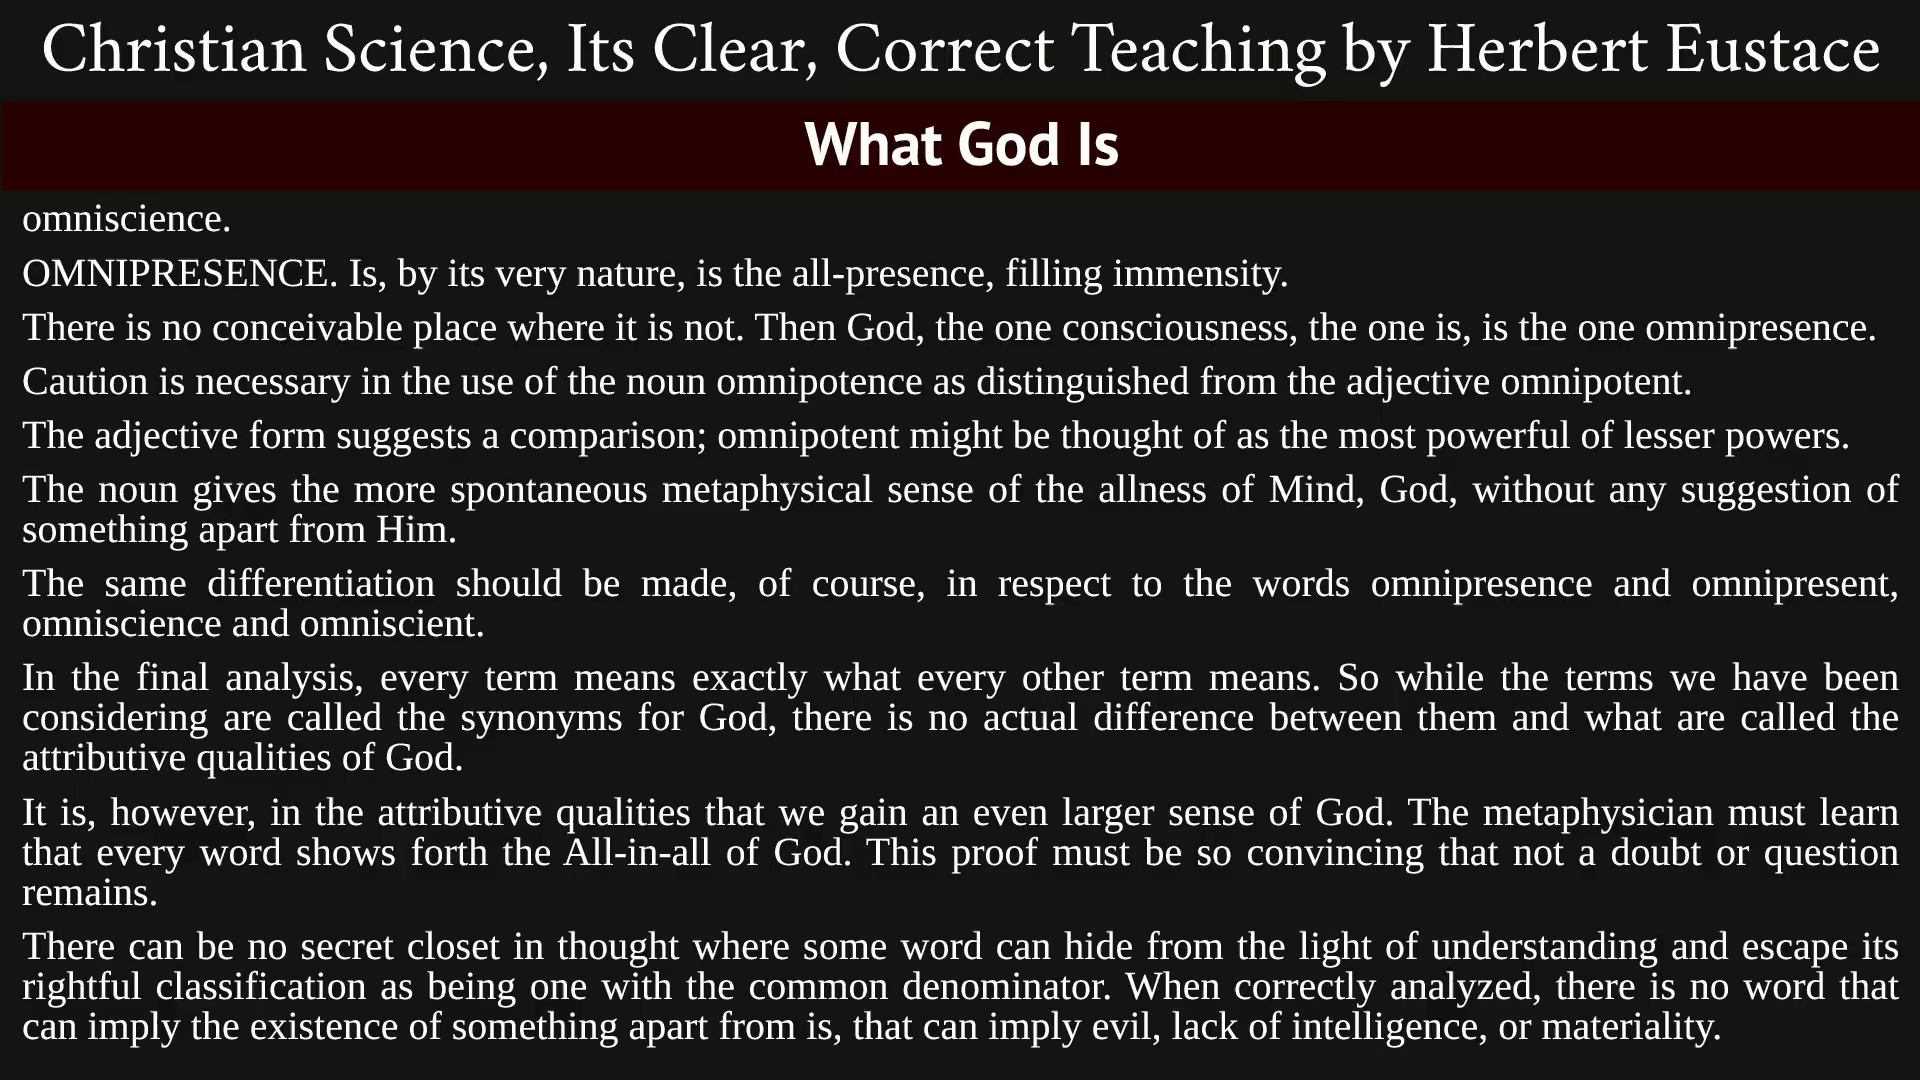 Christian Science, Its Clear, Correct Teaching by Herbert Eustace
What God Is
omniscience.
OMNIPRESENCE. Is, by its very nature, is the all-presence, filling immensity.
There is no conceivable place where it is not. Then God, the one consciousness, the one is, is the one omnipresence.
Caution is necessary in the use of the noun omnipotence as distinguished from the adjective omnipotent.
The adjective form suggests a comparison; omnipotent might be thought of as the most powerful of lesser powers.
The noun gives the more spontaneous metaphysical sense of the allness of Mind, God, without any suggestion of
something apart from Him.
The same differentiation should be made, of course, in respect to the words omnipresence and omnipresent,
omniscience and omniscient.
In the final analysis, every term means exactly what every other term means. So while the terms we have been
considering are called the synonyms for God, there is no actual difference between them and what are called the
attributive qualities of God.
It is, however, in the attributive qualities that we gain an even larger sense of God. The metaphysician must learn
that every word shows forth the All-in-all of God. This proof must be so convincing that not a doubt or question
remains.
There can be no secret closet in thought where some word can hide from the light of understanding and escape its
rightful classification as being one with the common denominator. When correctly analyzed, there is no word that
can imply the existence of something apart from is, that can imply evil, lack of intelligence, or materiality.